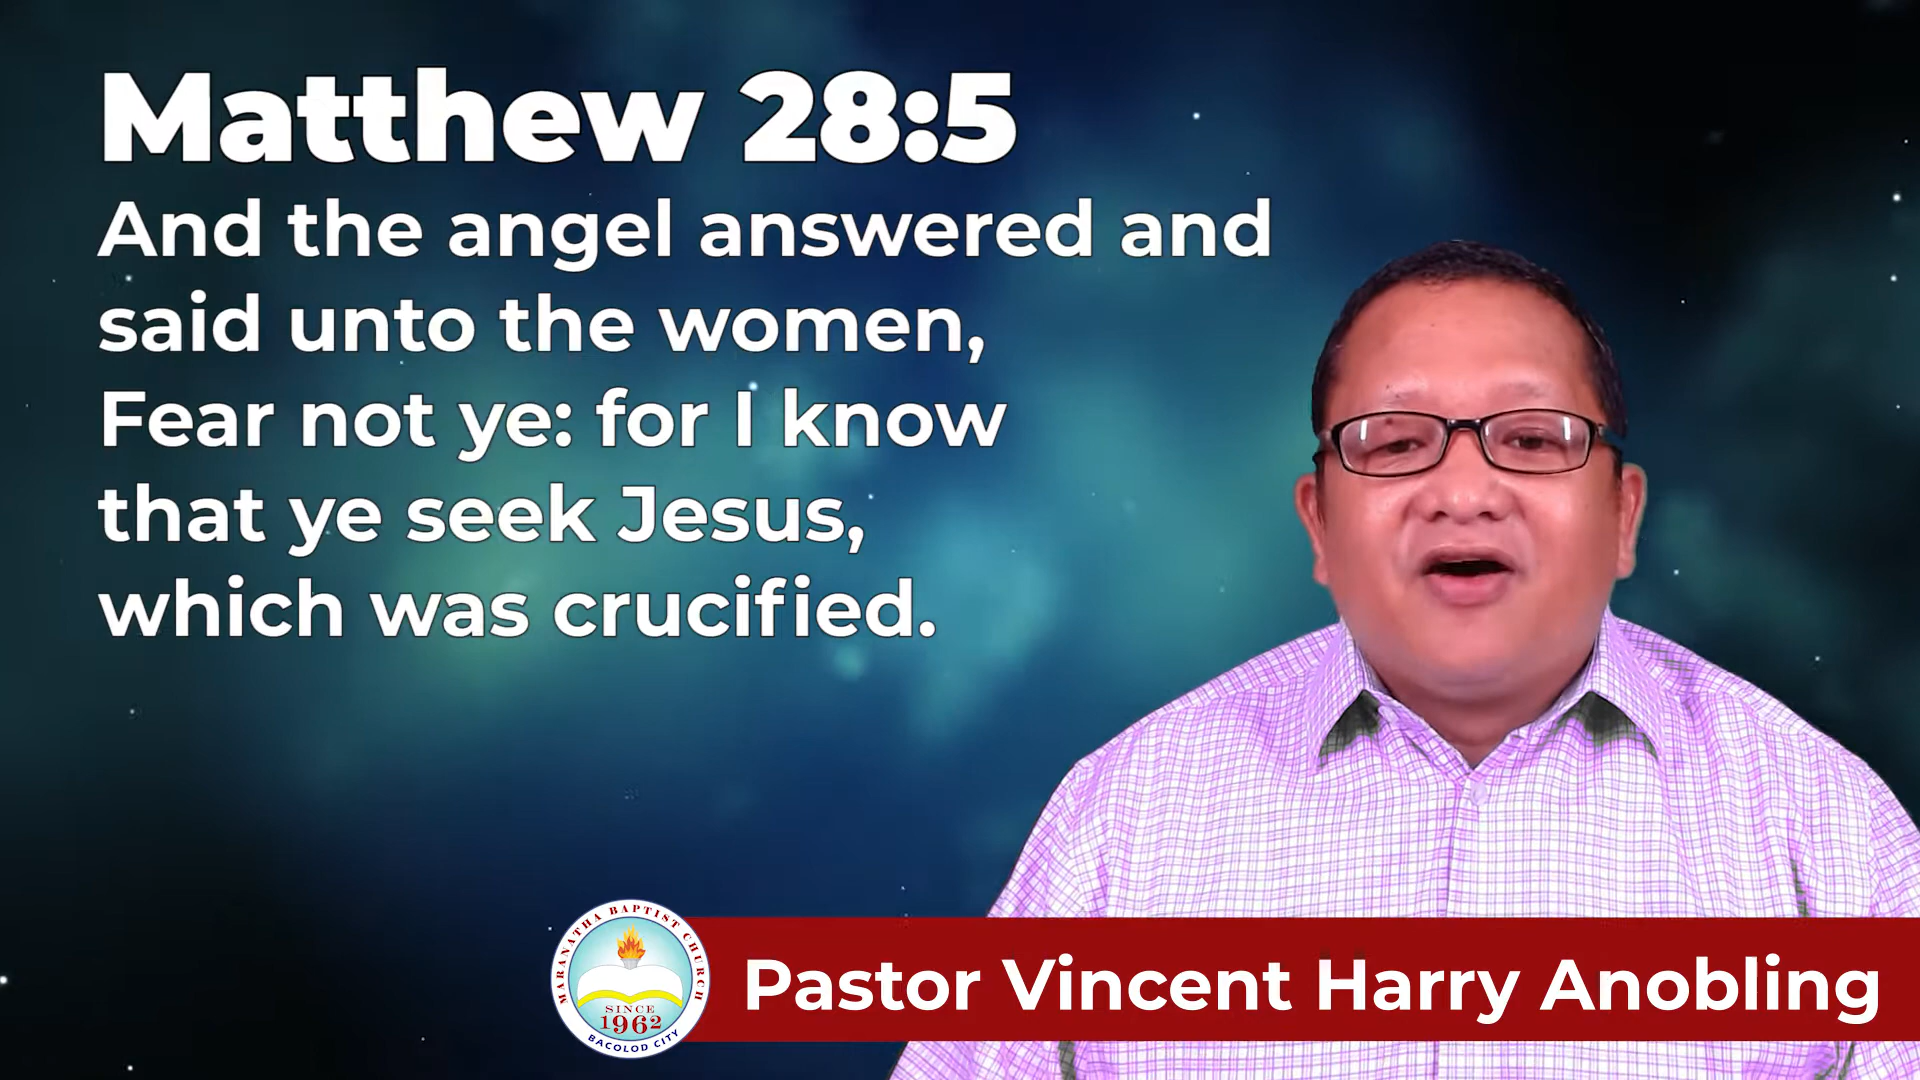 Matthew 28:5
And the angel answered and
said unto the women,
Fear not ye: for I know
that ye seek Jesus,
which was crucified.
MARANATHA BAPTIST CHURCH
SINCE
1962
BACOLOD CITY
Pastor Vincent Harry Anobling